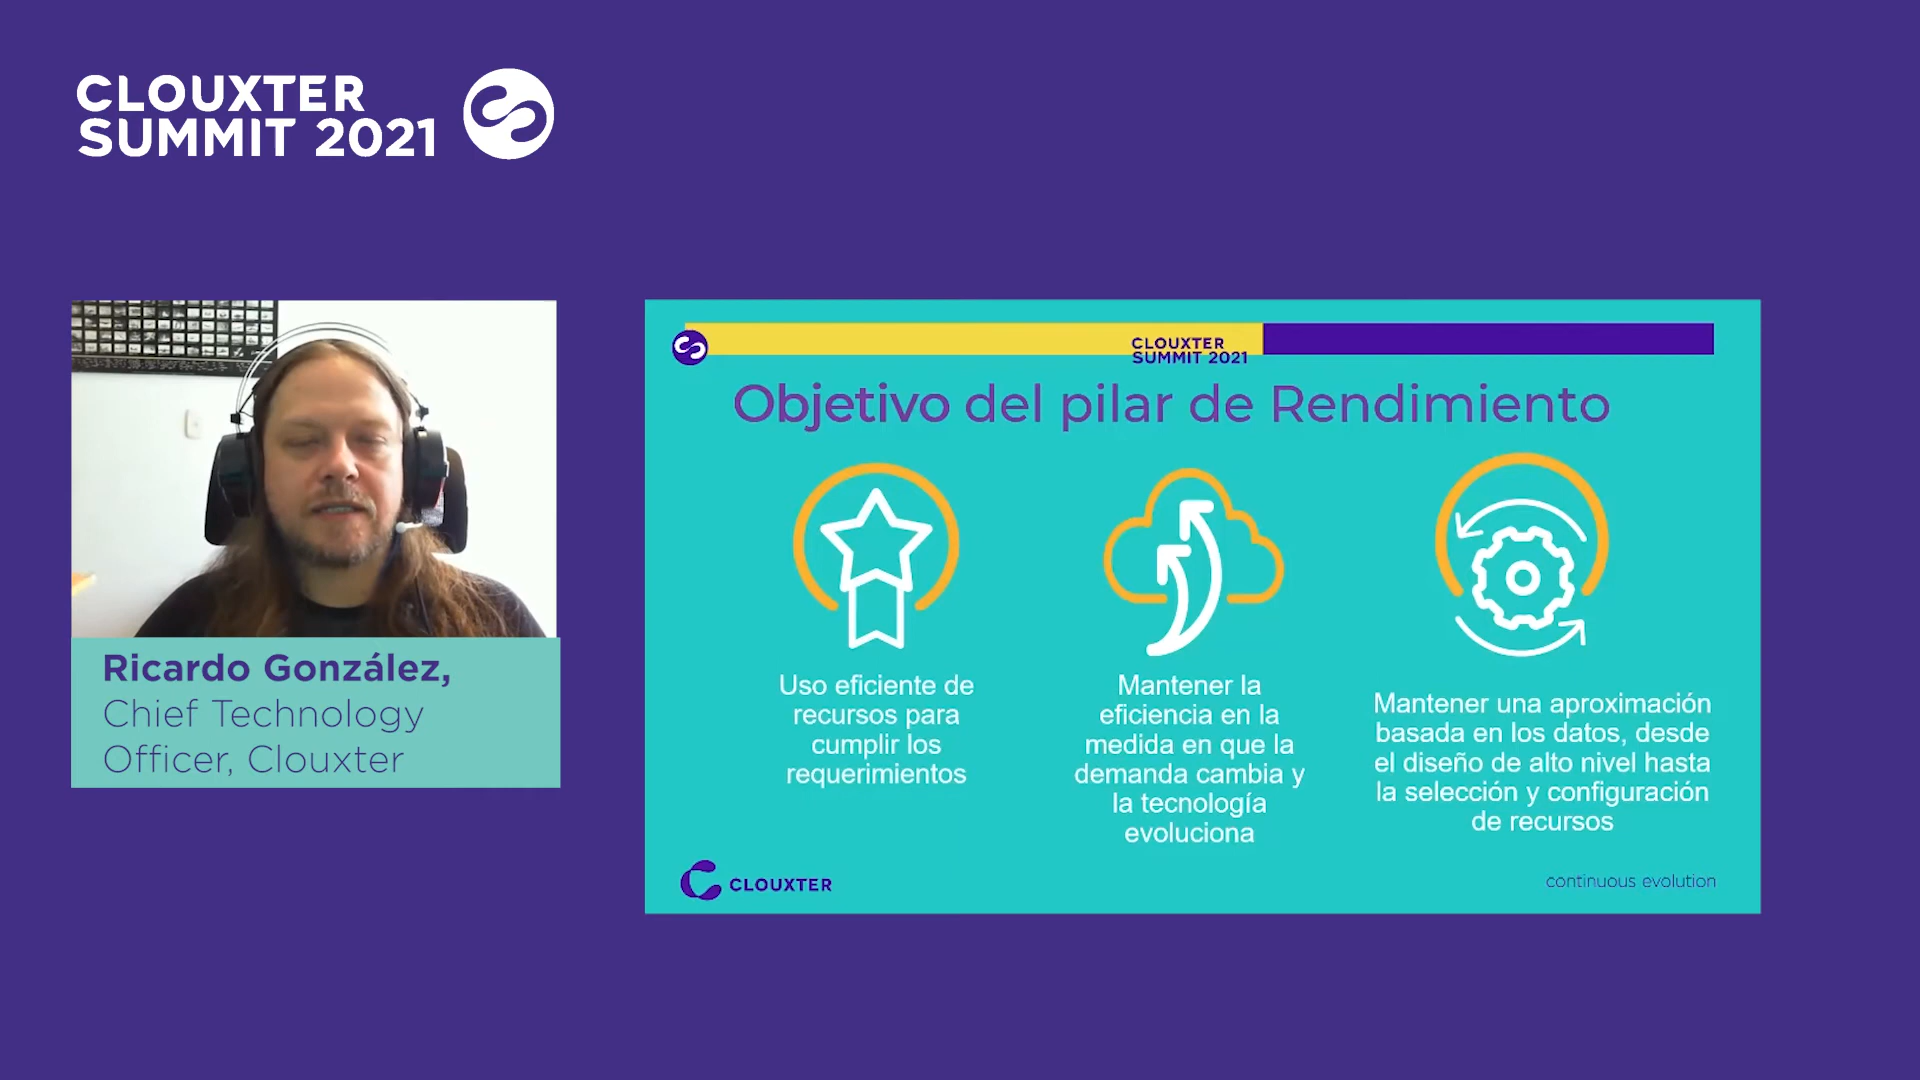 CLOUXTER
SUMMIT 2021
Ricardo González,
Chief Technology
Officer, Clouxter
CLOUXTER
SUMMIT 2021
Objetivo del pilar de Rendimiento
Uso eficiente de
recursos para
cumplir los
requerimientos
Mantener la
eficiencia en la
medida en que la
demanda cambia y
la tecnología
evoluciona
Mantener una aproximación
basada en los datos, desde
el diseño de alto nivel hasta
la selección y configuración
de recursos
CLOUXTER
continuous evolution